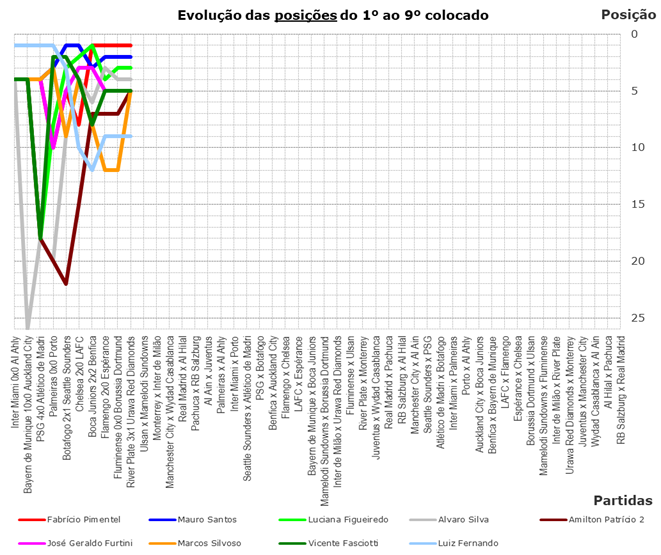 Evolução das posições do 1º ao 9º colocado
Posição
0
5
10
15
20
25
Inter Miami 0x0 Al Ahly
Bayern de Munique 10x0 Auckland City
PSG 4x0 Atlético de Madri
Palmeiras 0x0 Porto
Botafogo 2x1 Seattle Sounders
Chelsea 2x0 LAFC
Boca Juniors 2x2 Benfica
Flamengo 2x0 Espérance
Fluminense 0x0 Borussia Dortmund
River Plate 3x1 Urawa Red Diamonds
Ulsan x Mamelodi Sundowns
Monterrey x Inter de Milão
Manchester City x Wydad Casablanca
Real Madrid x Al Hilal
Pachuca x RB Salzburg
Al Ain x Juventus
Palmeiras x Al Ahly
Inter Miami x Porto
Seattle Sounders x Atlético de Madri
PSG x Botafogo
Benfica x Auckland City
Flamengo x Chelsea
LAFC x Espérance
Bayern de Munique x Boca Juniors
Mamelodi Sundowns x Borussia Dortmund
Inter de Milão x Urawa Red Diamonds
Fluminense x Ulsan
River Plate x Monterrey
Juventus x Wydad Casablanca
Real Madrid x Pachuca
RB Salzburg x Al Hilal
Manchester City x Al Ain
Seattle Sounders x PSG
Atlético de Madri x Botafogo
Inter Miami x Palmeiras
Porto x Al Ahly
Auckland City x Boca Juniors
Benfica x Bayern de Munique
LAFC x Flamengo
Espérance x Chelsea
Borussia Dortmund x Ulsan
Mamelodi Sundowns x Fluminense
Inter de Milão x River Plate
Urawa Red Diamonds x Monterrey
Juventus x Manchester City
Wydad Casablanca x Al Ain
Al Hilal x Pachuca
RB Salzburg x Real Madrid
Partidas
Fabrício Pimentel
Mauro Santos
Luciana Figueiredo
Alvaro Silva
Amilton Patrício 2
José Geraldo Furtini
Marcos Silvoso
Vicente Fasciotti
Luiz Fernando